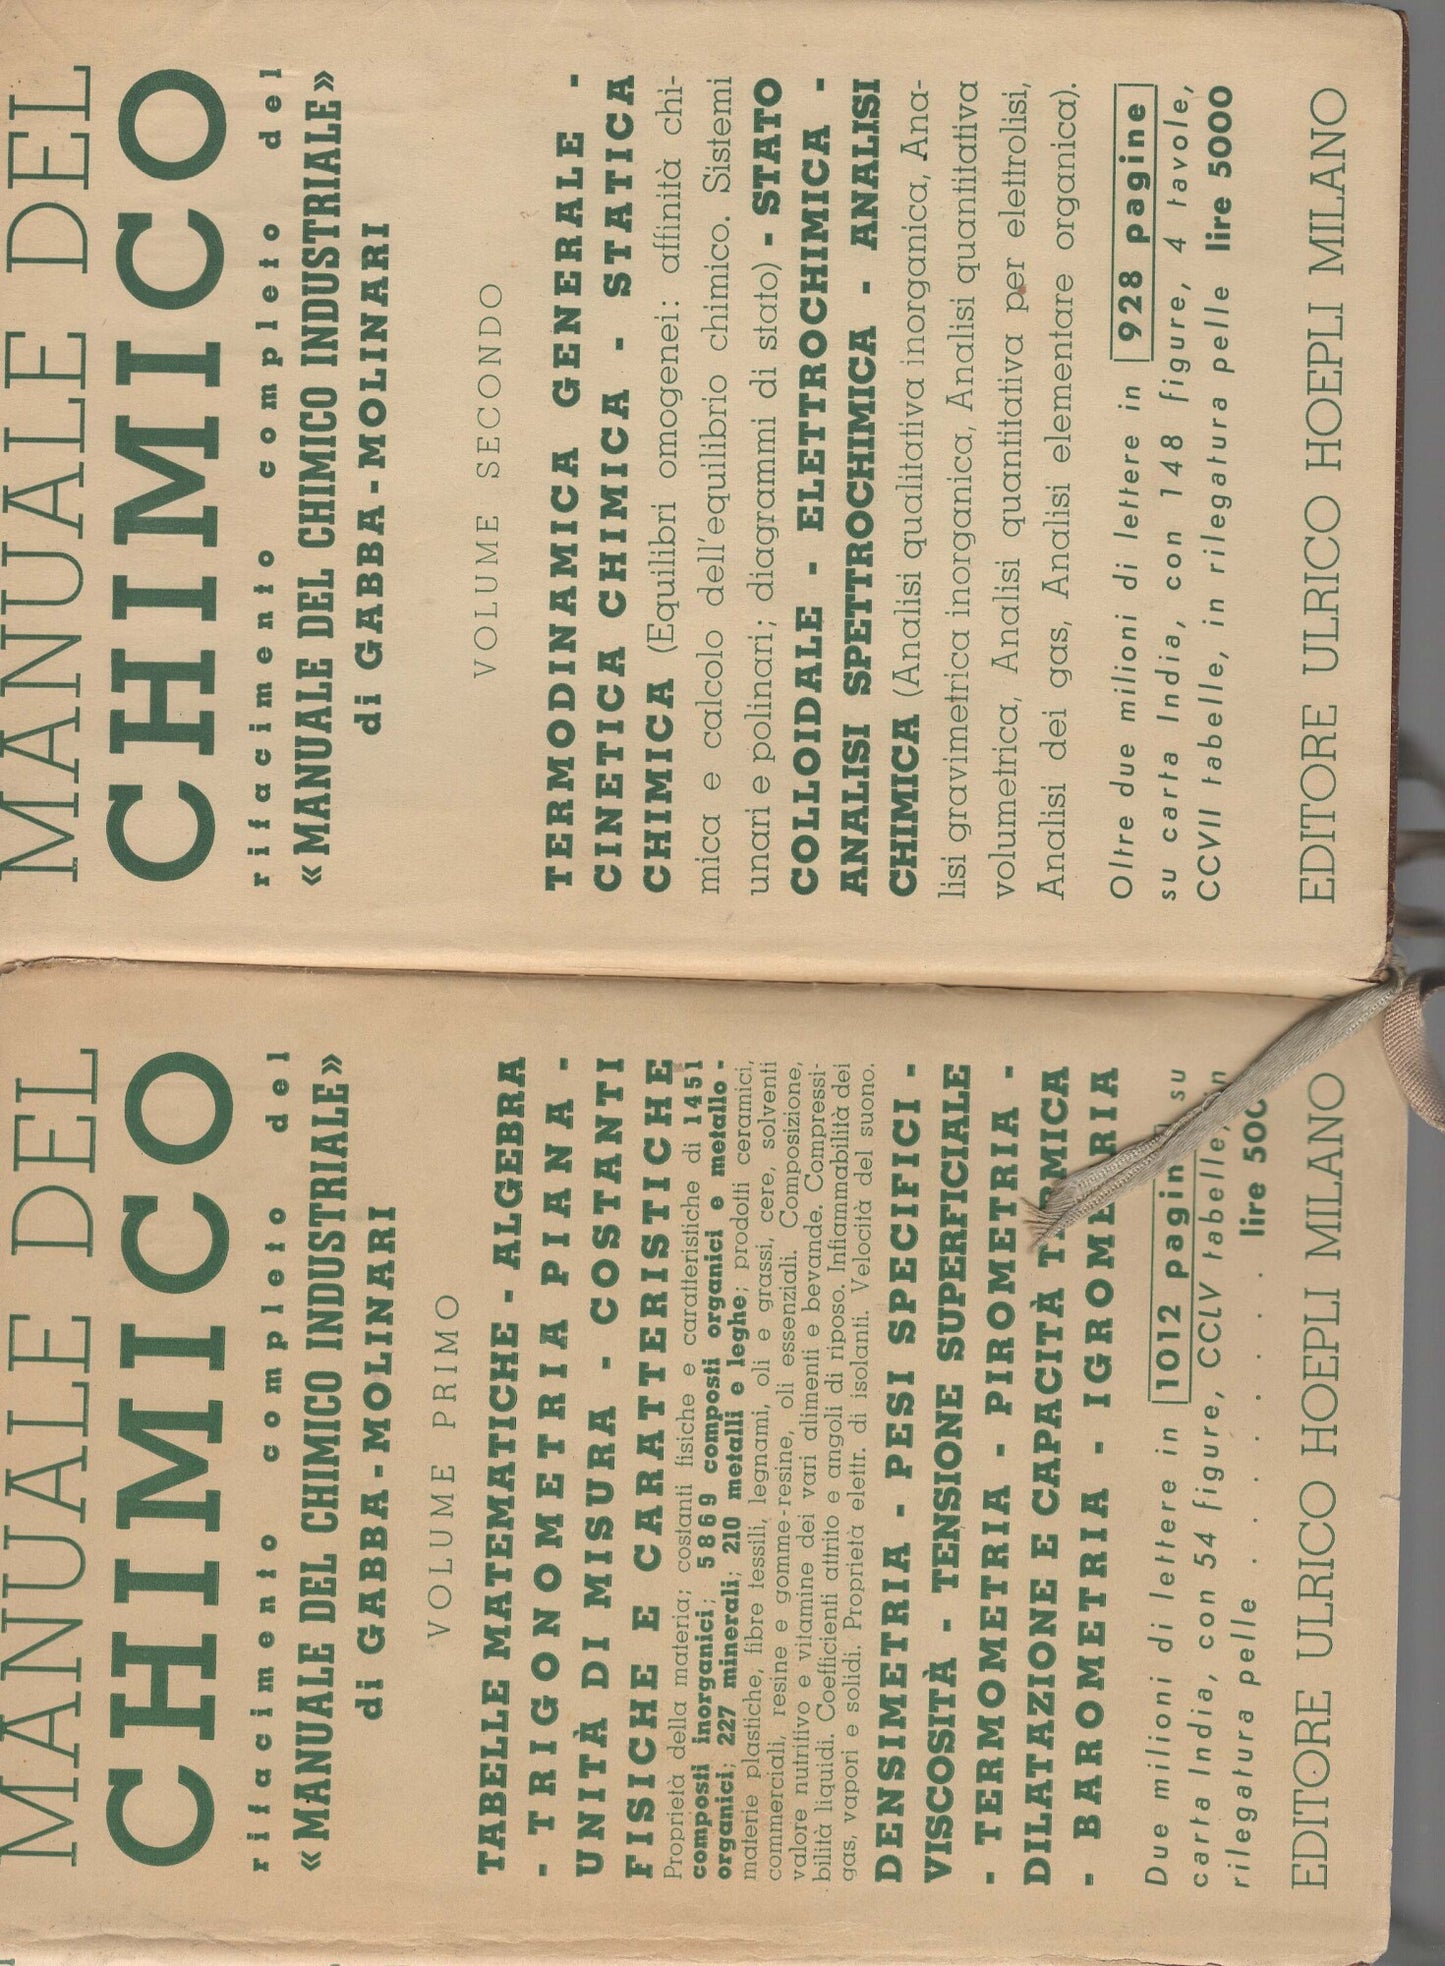 MANUALE DEL
CHIMICO
rifacimento completo del
«MANUALE DEL CHIMICO INDUSTRIALE»
di GABBA-MOLINARI
VOLUME PRIMO
TABELLE MATEMATICHE - ALGEBRA
- TRIGONOMETRIA PIANA -
UNITÀ DI MISURA - COSTANTI
FISICHE E CARATTERISTICHE
Proprietà della materia; costanti fisiche e caratteristiche di 1451
composti inorganici; 5869 composti organici e metallo-
organici; 227 minerali; 210 metalli e leghe; prodotti ceramici,
materie plastiche, fibre tessili, legnami, oli e grassi, cere, solventi
commerciali, resine e gomme-resine, oli essenziali. Composizione,
valore nutritivo e vitamine dei vari alimenti e bevande. Compressi-
bilità liquidi. Coefficienti attrito e angoli di riposo. Infiammabilità dei
gas, vapori e solidi. Proprietà elettr. di isolanti. Velocità del suono.
DENSIMETRIA - PESI SPECIFICI -
VISCOSITÀ - TENSIONE SUPERFICIALE
- TERMOMETRIA - PIROMETRIA -
DILATAZIONE E CAPACITÀ TERMICA
- BAROMETRIA - IGROMETRIA
Due milioni di lettere in 1012 pagin su
carta India, con 54 figure, CCLV tabelle, in
rilegatura pelle . . . . . . . . lire 500
EDITORE ULRICO HOEPLI MILANO
MANUALE DEL
CHIMICO
rifacimento completo del
«MANUALE DEL CHIMICO INDUSTRIALE»
di GABBA-MOLINARI
VOLUME SECONDO
TERMODINAMICA GENERALE -
CINETICA CHIMICA - STATICA
CHIMICA (Equilibri omogenei: affinità chi-
mica e calcolo dell'equilibrio chimico. Sistemi
unari e polinari; diagrammi di stato) - STATO
COLLOIDALE - ELETTROCHIMICA -
ANALISI SPETTROCHIMICA - ANALISI
CHIMICA (Analisi qualitativa inorganica, Ana-
lisi gravimetrica inorganica, Analisi quantitativa
volumetrica, Analisi quantitativa per elettrolisi,
Analisi dei gas, Analisi elementare organica).
Oltre due milioni di lettere in 928 pagine
su carta India, con 148 figure, 4 tavole,
CCVII tabelle, in rilegatura pelle lire 5000
EDITORE ULRICO HOEPLI MILANO